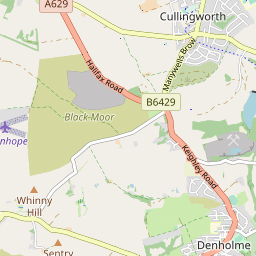 A629
Cullingworth
Halifax Road
Manywells Brow
B6429
Black Moor
nhope
Keighley Road
Whinny
Hill
Denholme
Sentry